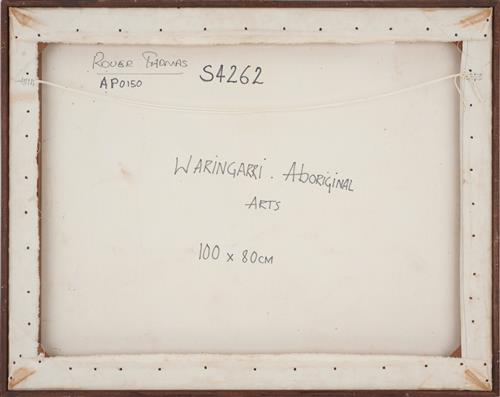 ROVER THOMAS
AP0150
S4262
WARINGARRI. ABORIGINAL
ARTS
100 x 80CM